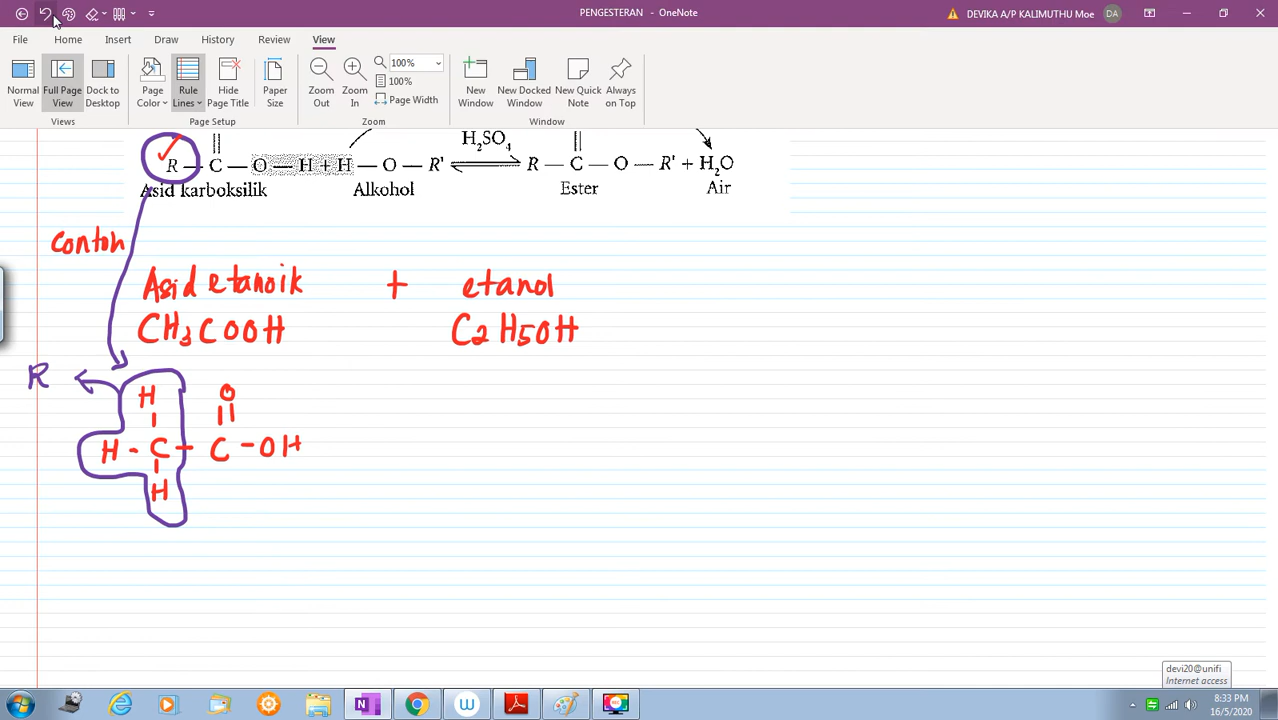 PENGESTERAN - OneNote
DEVIKA A/P KALIMUTHU Moe DA
File Home Insert Draw History Review View
Normal View Full Page View Dock to Desktop
Page Color Rule Lines Hide Page Title Paper Size
Zoom Out Zoom In 100% 100% Page Width
New Window New Docked Window New Quick Note Always on Top
Views Page Setup Zoom Window
H₂SO₄
R — C — O — H + H — O — R' ⇌ R — C — O — R' + H₂O
Asid karboksilik Alkohol Ester Air
Contoh
Asid etanoik + etanol
CH3COOH C2H5OH
R
H O
H - C - C - OH
H
devi20@unifi
Internet access
8:33 PM
16/5/2020